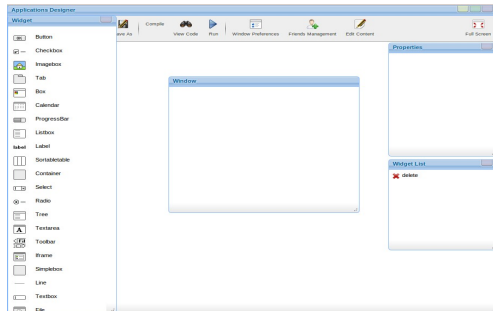 Applications Designer
Widget
ave As
Compile
View Code
Run
Window Preferences
Friends Management
Edit Content
Full Screen
Button
Checkbox
Imagebox
Tab
Box
Calendar
ProgressBar
Listbox
label
Label
Sortabletable
Container
Select
Radio
Tree
A
Textarea
Toolbar
Iframe
Simplebox
Line
Textbox
File
Window
Properties
Widget List
delete